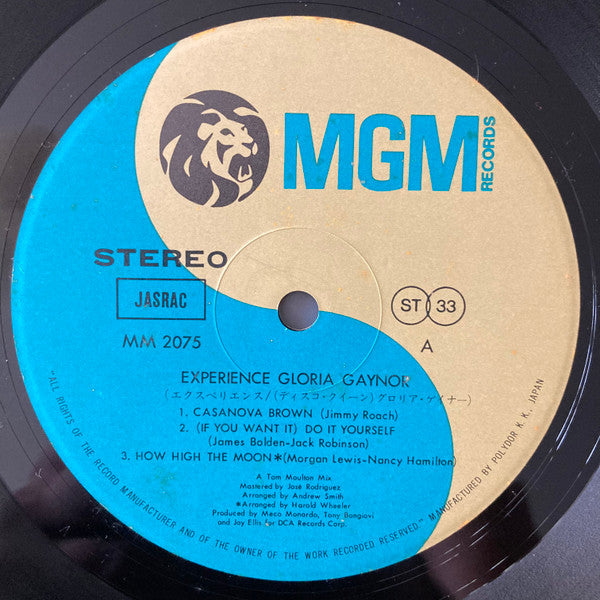 MGM
RECORDS
STEREO
JASRAC
ST 33
MM 2075
A
EXPERIENCE GLORIA GAYNOR
(エクスペリエンス/(ディスコ・クイーン)グロリア・ゲイナー)
1. CASANOVA BROWN (Jimmy Roach)
2. (IF YOU WANT IT) DO IT YOURSELF
(James Bolden-Jack Robinson)
3. HOW HIGH THE MOON*(Morgan Lewis-Nancy Hamilton)
A Tom Moulton Mix
Mastered by José Rodriguez
Arranged by Andrew Smith
*Arranged by Harold Wheeler
Produced by Meco Monardo, Tony Bongiovi
and Jay Ellis for DCA Records Corp.
"ALL RIGHTS OF THE RECORD MANUFACTURER AND OF THE OWNER OF THE WORK RECORDED RESERVED." MANUFACTURED BY POLYDOR K. K., JAPAN